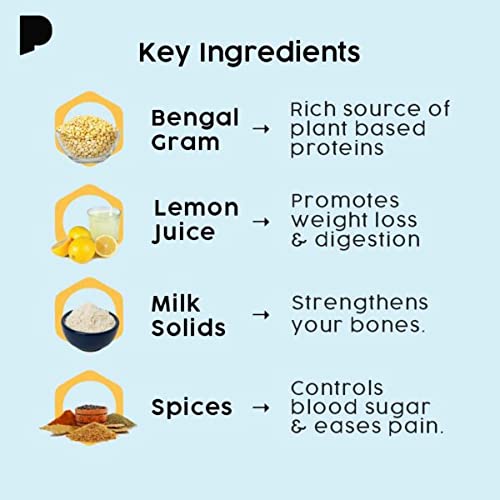 Key Ingredients
Bengal
Gram
→
Rich source of
plant based
proteins
Lemon
Juice
→
Promotes
weight loss
& digestion
Milk
Solids
→
Strengthens
your bones.
Spices
→
Controls
blood sugar
& eases pain.